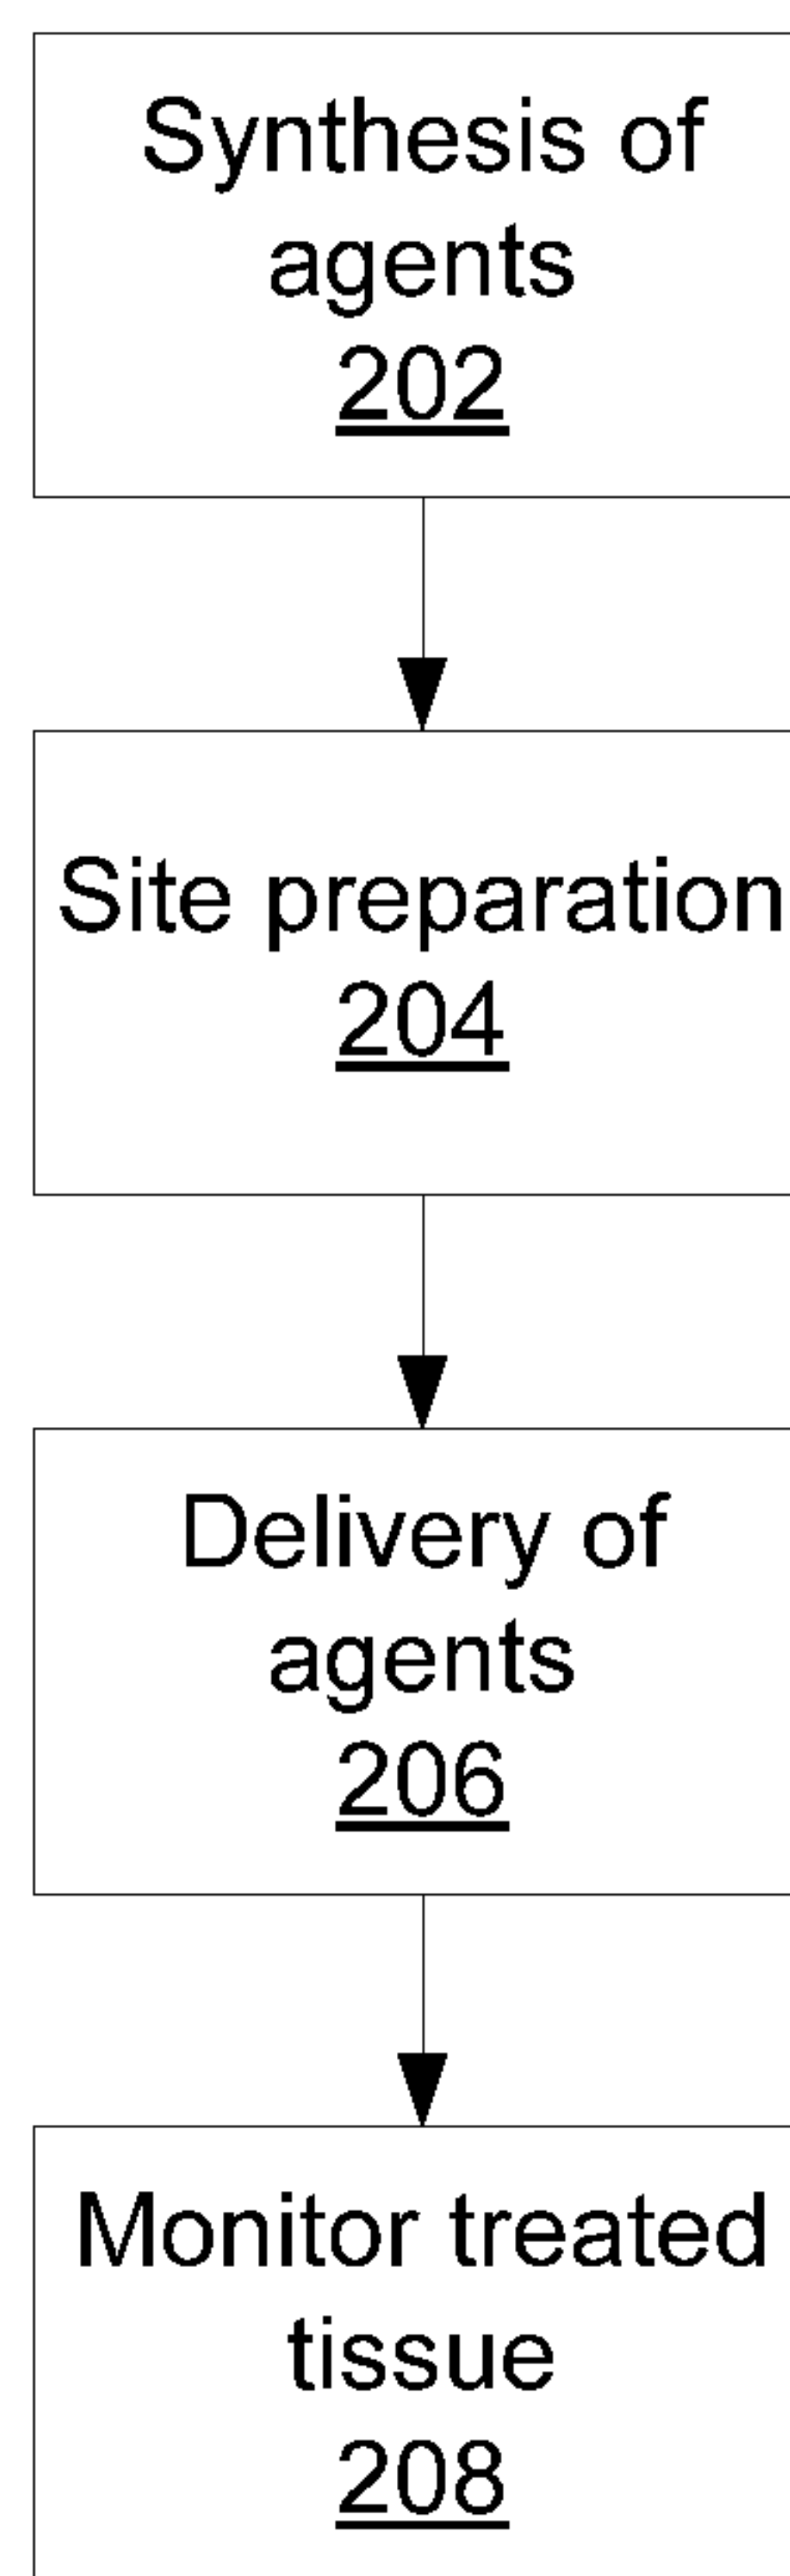 Synthesis of
agents
202
Site preparation
204
Delivery of
agents
206
Monitor treated
tissue
208